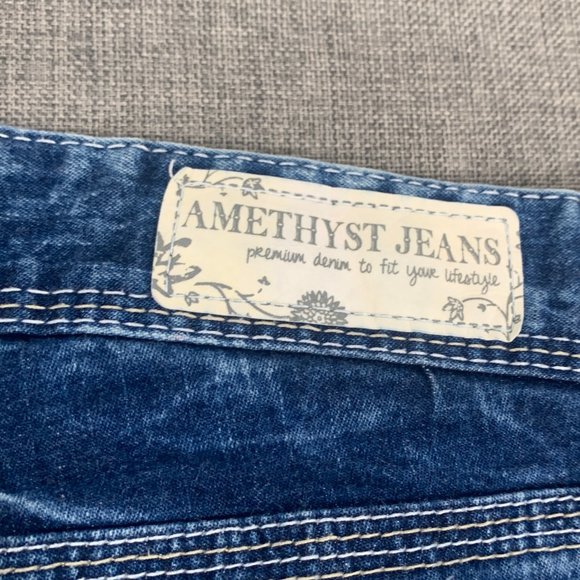 AMETHYST JEANS
premium denim to fit your lifestyle